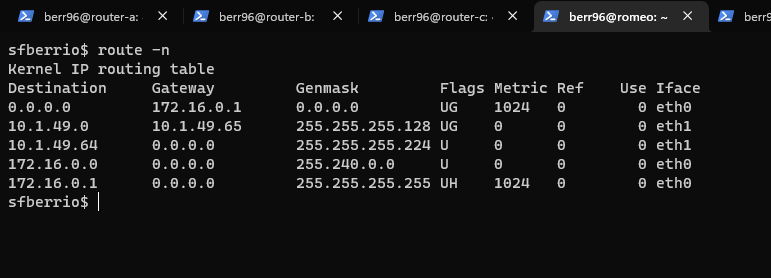 berr96@router-a: berr96@router-b: berr96@router-c: berr96@romeo: ~ berr9
sfberrio$ route -n
Kernel IP routing table
Destination Gateway Genmask Flags Metric Ref Use Iface
0.0.0.0 172.16.0.1 0.0.0.0 UG 1024 0 0 eth0
10.1.49.0 10.1.49.65 255.255.255.128 UG 0 0 0 eth1
10.1.49.64 0.0.0.0 255.255.255.224 U 0 0 0 eth1
172.16.0.0 0.0.0.0 255.240.0.0 U 0 0 0 eth0
172.16.0.1 0.0.0.0 255.255.255.255 UH 1024 0 0 eth0
sfberrio$